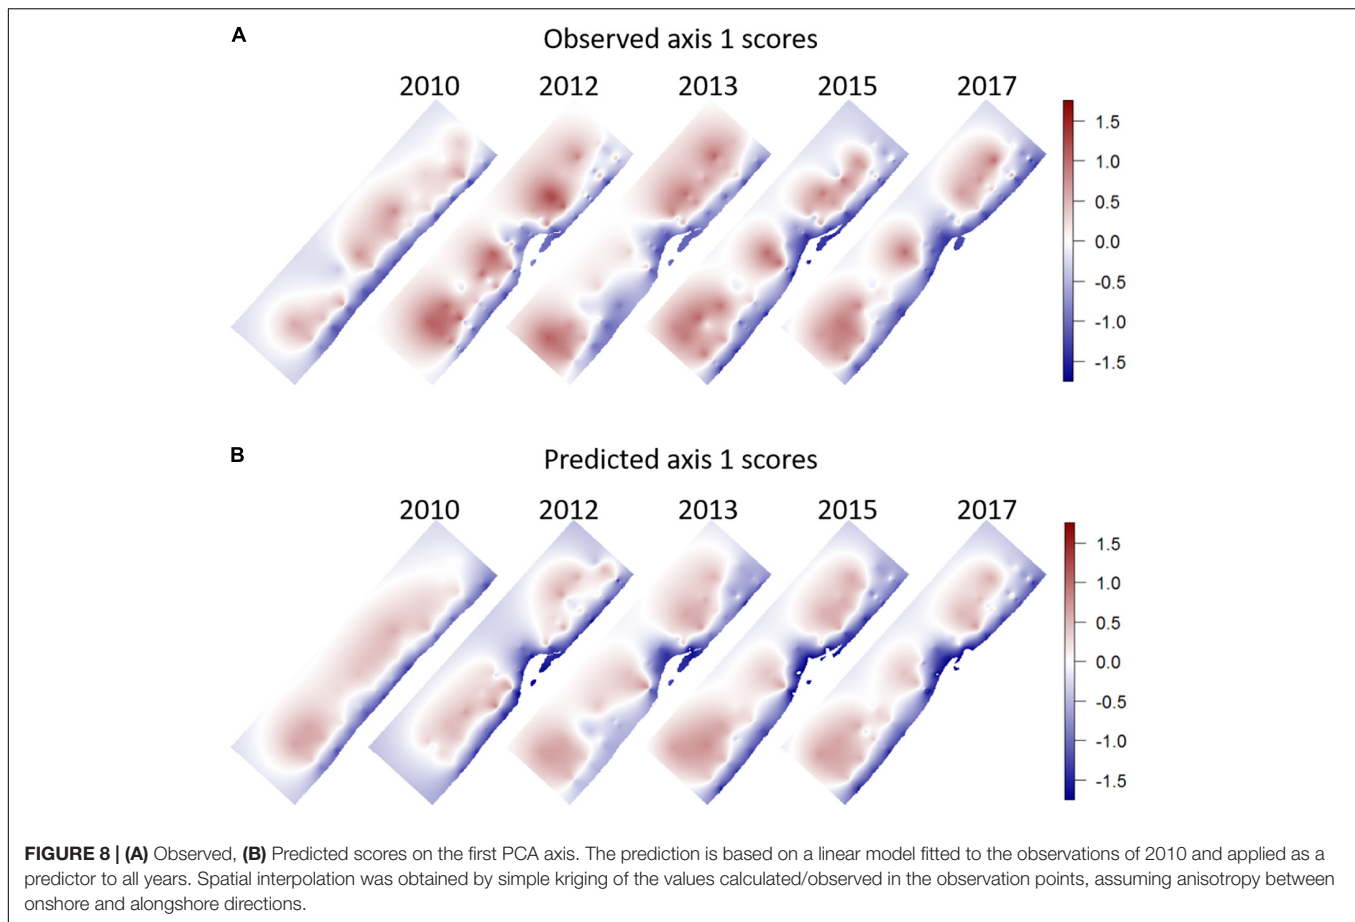 A
Observed axis 1 scores
2010 2012 2013 2015 2017
1.5
1.0
0.5
0.0
-0.5
-1.0
-1.5
B
Predicted axis 1 scores
2010 2012 2013 2015 2017
1.5
1.0
0.5
0.0
-0.5
-1.0
-1.5
FIGURE 8 | (A) Observed, (B) Predicted scores on the first PCA axis. The prediction is based on a linear model fitted to the observations of 2010 and applied as a
predictor to all years. Spatial interpolation was obtained by simple kriging of the values calculated/observed in the observation points, assuming anisotropy between
onshore and alongshore directions.